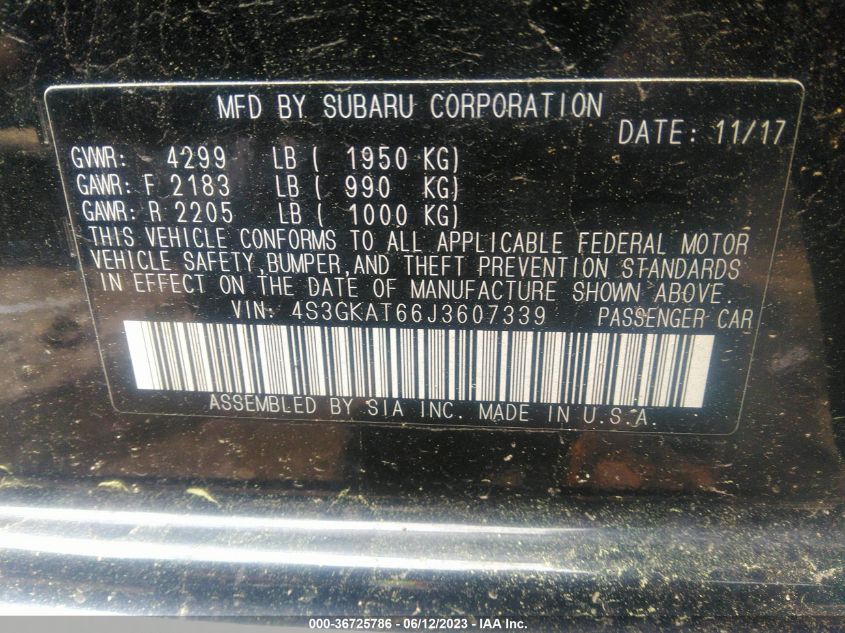 MFD BY SUBARU CORPORATION
DATE: 11/17
GVWR: 4299 LB ( 1950 KG)
GAWR: F 2183 LB ( 990 KG)
GAWR: R 2205 LB ( 1000 KG)
THIS VEHICLE CONFORMS TO ALL APPLICABLE FEDERAL MOTOR
VEHICLE SAFETY,BUMPER,AND THEFT PREVENTION STANDARDS
IN EFFECT ON THE DATE OF MANUFACTURE SHOWN ABOVE.
VIN: 4S3GKAT66J3607339 PASSENGER CAR
ASSEMBLED BY SIA INC. MADE IN U.S.A.
000-36725786 - 06/12/2023 - IAA Inc.